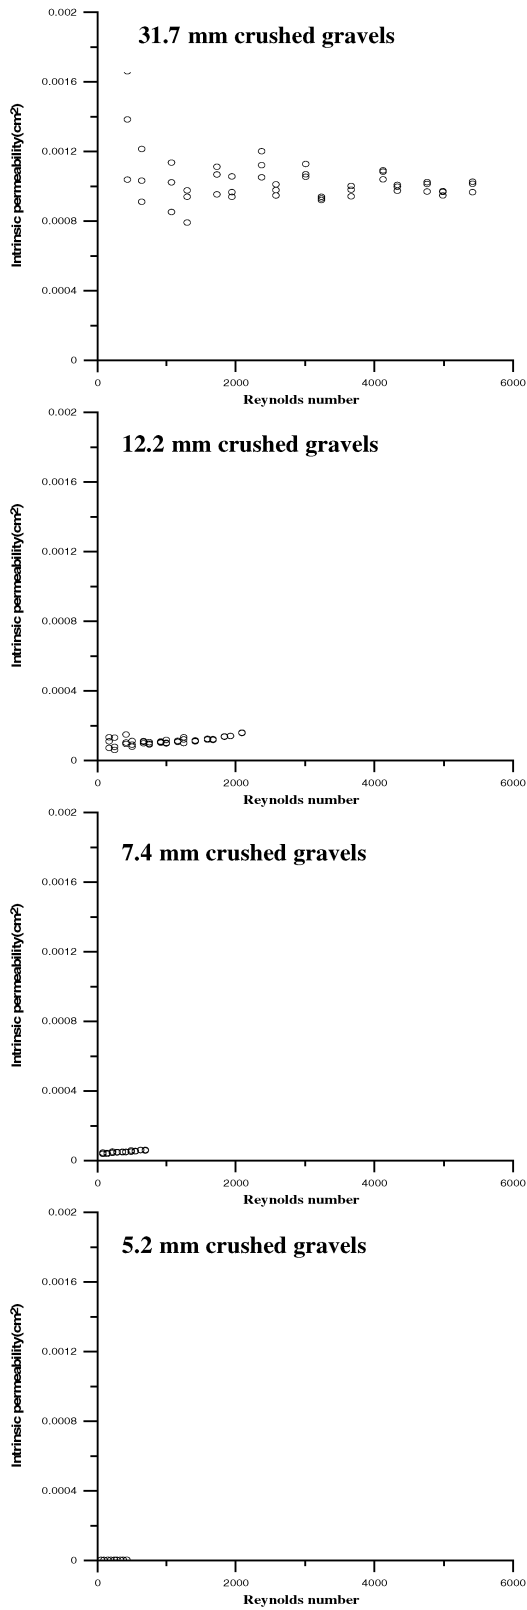 31.7 mm crushed gravels
0.002
0.0016
0.0012
0.0008
0.0004
0
Intrinsic permeability(cm²)
0 2000 4000 6000
Reynolds number
12.2 mm crushed gravels
0.002
0.0016
0.0012
0.0008
0.0004
0
Intrinsic permeability(cm²)
0 2000 4000 6000
Reynolds number
7.4 mm crushed gravels
0.002
0.0016
0.0012
0.0008
0.0004
0
Intrinsic permeability(cm²)
0 2000 4000 6000
Reynolds number
5.2 mm crushed gravels
0.002
0.0016
0.0012
0.0008
0.0004
0
Intrinsic permeability(cm²)
0 2000 4000 6000
Reynolds number